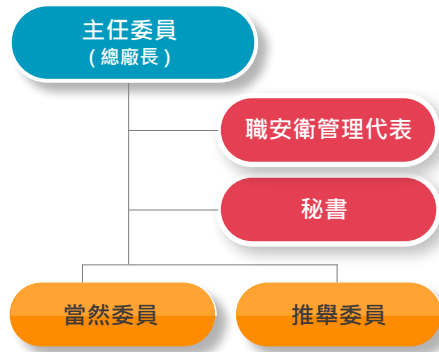 主任委員
(總廠長)
職安衛管理代表
秘書
當然委員
推舉委員